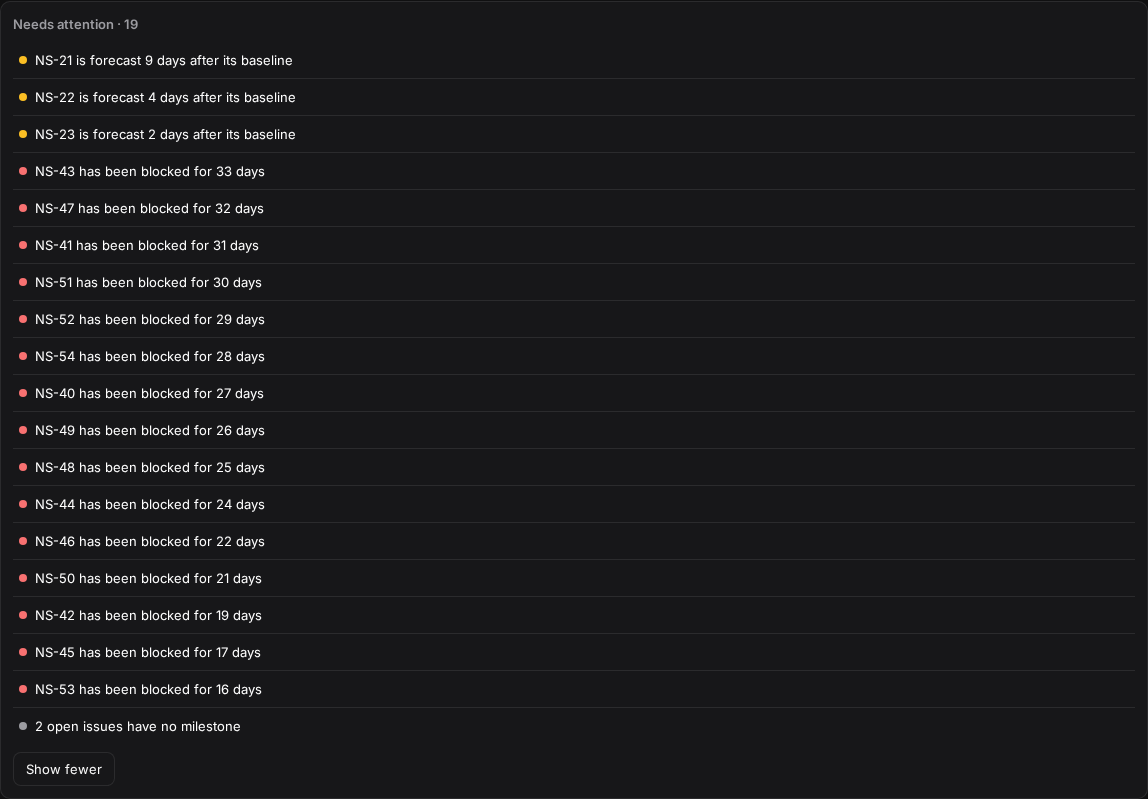 Needs attention · 19
NS-21 is forecast 9 days after its baseline
NS-22 is forecast 4 days after its baseline
NS-23 is forecast 2 days after its baseline
NS-43 has been blocked for 33 days
NS-47 has been blocked for 32 days
NS-41 has been blocked for 31 days
NS-51 has been blocked for 30 days
NS-52 has been blocked for 29 days
NS-54 has been blocked for 28 days
NS-40 has been blocked for 27 days
NS-49 has been blocked for 26 days
NS-48 has been blocked for 25 days
NS-44 has been blocked for 24 days
NS-46 has been blocked for 22 days
NS-50 has been blocked for 21 days
NS-42 has been blocked for 19 days
NS-45 has been blocked for 17 days
NS-53 has been blocked for 16 days
2 open issues have no milestone
Show fewer